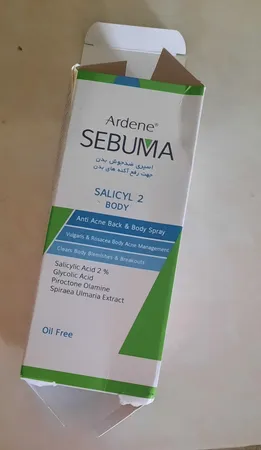 Ardene®
SEBUMA
اسپری ضدجوش بدن
جهت رفع آکنه های بدن
SALICYL 2
BODY
Anti Acne Back & Body Spray
Vulgaris & Rosacea Body Acne Management
Clears Body Blemishes & Breakouts
Salicylic Acid 2 %
Glycolic Acid
Piroctone Olamine
Spiraea Ulmaria Extract
Oil Free